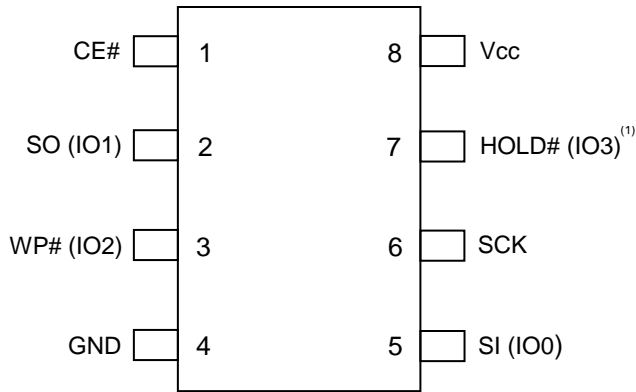 CE# 1 8 Vcc
SO (IO1) 2 7 HOLD# (IO3)(1)
WP# (IO2) 3 6 SCK
GND 4 5 SI (IO0)